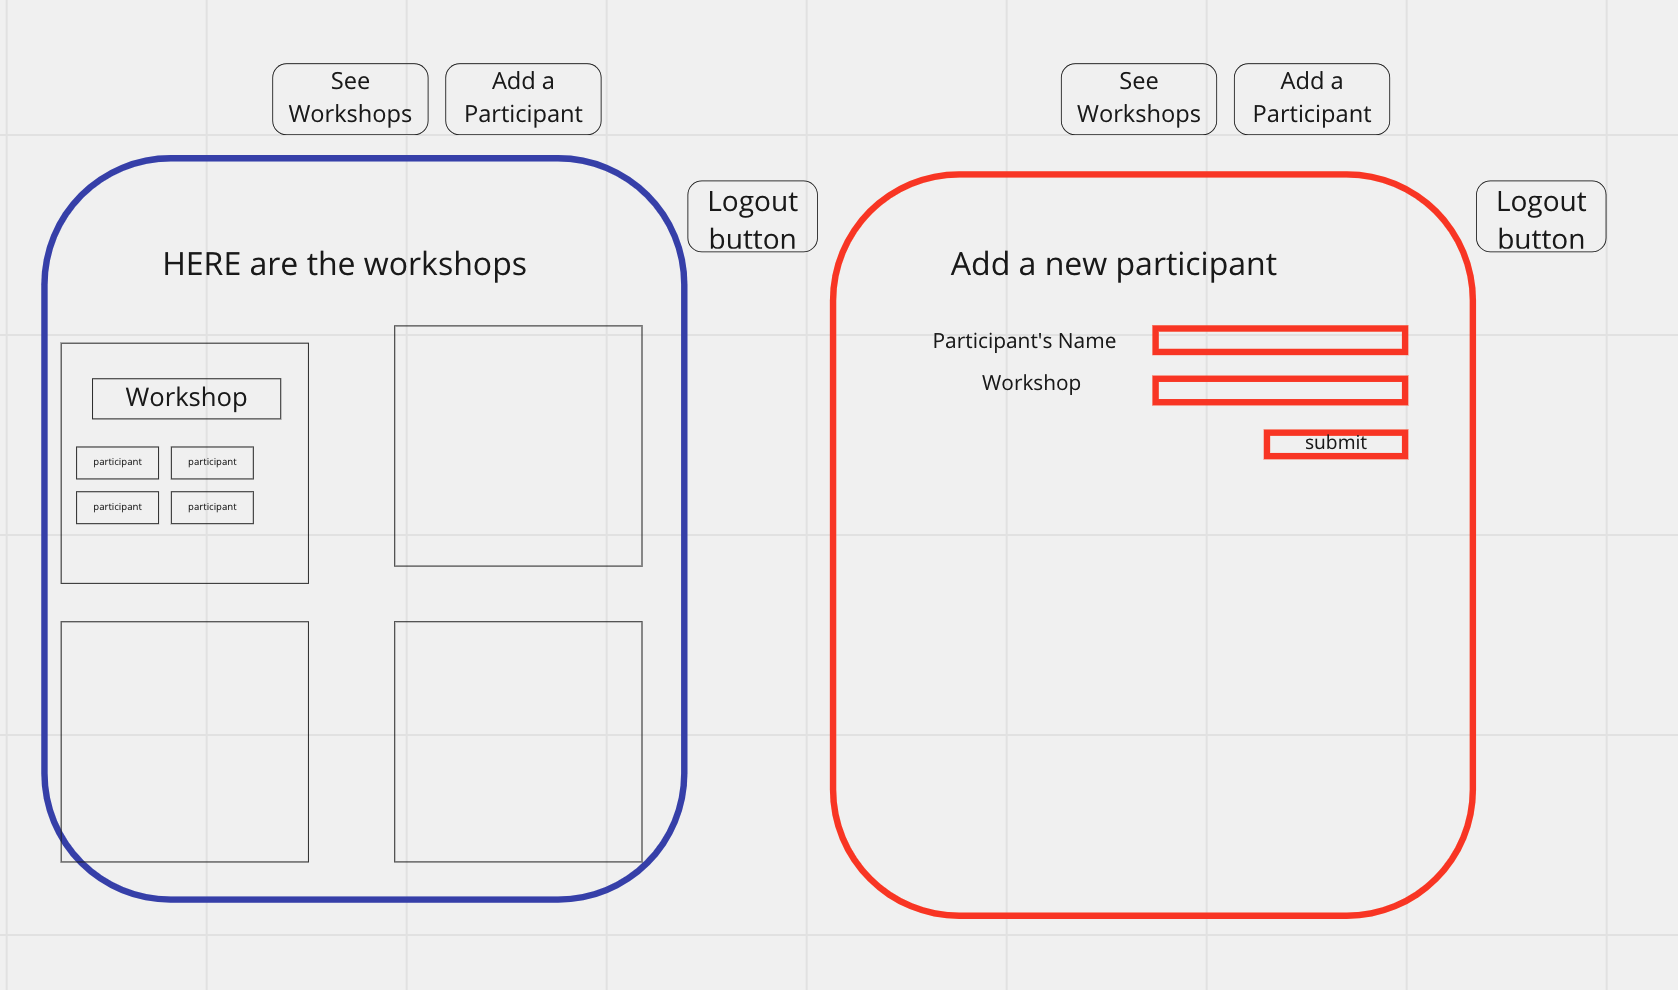 See
Workshops
Add a
Participant
Logout
button
HERE are the workshops
Workshop
participant
participant
participant
participant
See
Workshops
Add a
Participant
Logout
button
Add a new participant
Participant's Name
Workshop
submit